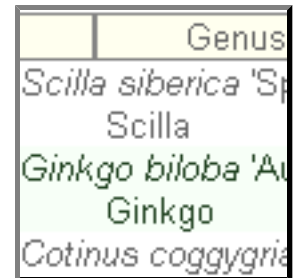 Genus
Scilla siberica 'Sp
Scilla
Ginkgo biloba 'Au
Ginkgo
Cotinus coggygria